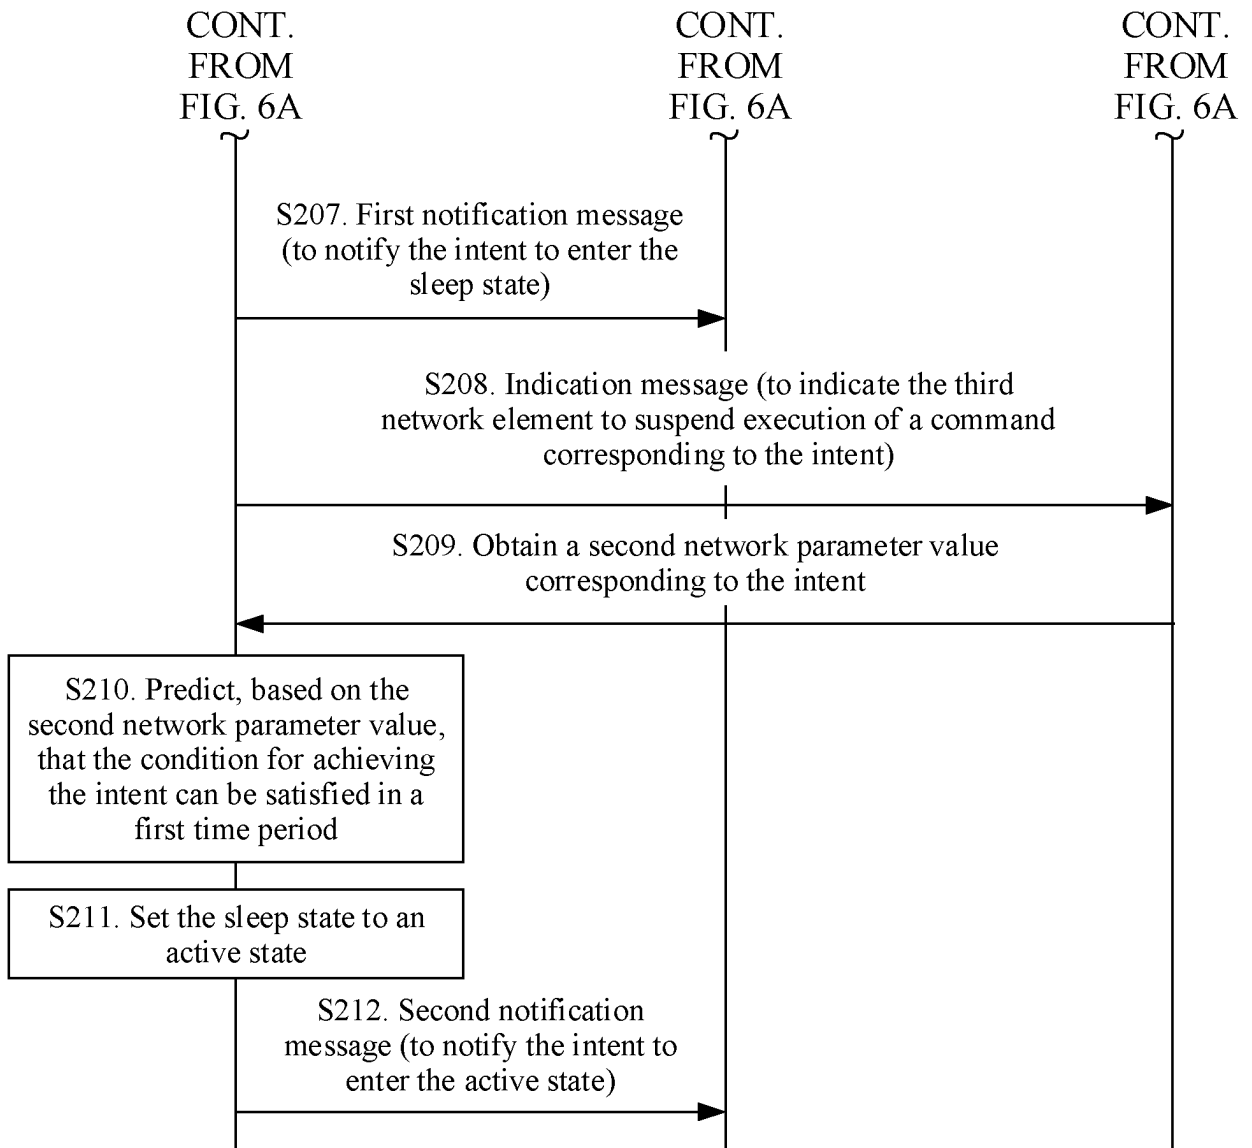 CONT.
FROM
FIG. 6A
CONT.
FROM
FIG. 6A
CONT.
FROM
FIG. 6A
S207. First notification message
(to notify the intent to enter the
sleep state)
S208. Indication message (to indicate the third
network element to suspend execution of a command
corresponding to the intent)
S209. Obtain a second network parameter value
corresponding to the intent
S210. Predict, based on the
second network parameter value,
that the condition for achieving
the intent can be satisfied in a
first time period
S211. Set the sleep state to an
active state
S212. Second notification
message (to notify the intent to
enter the active state)